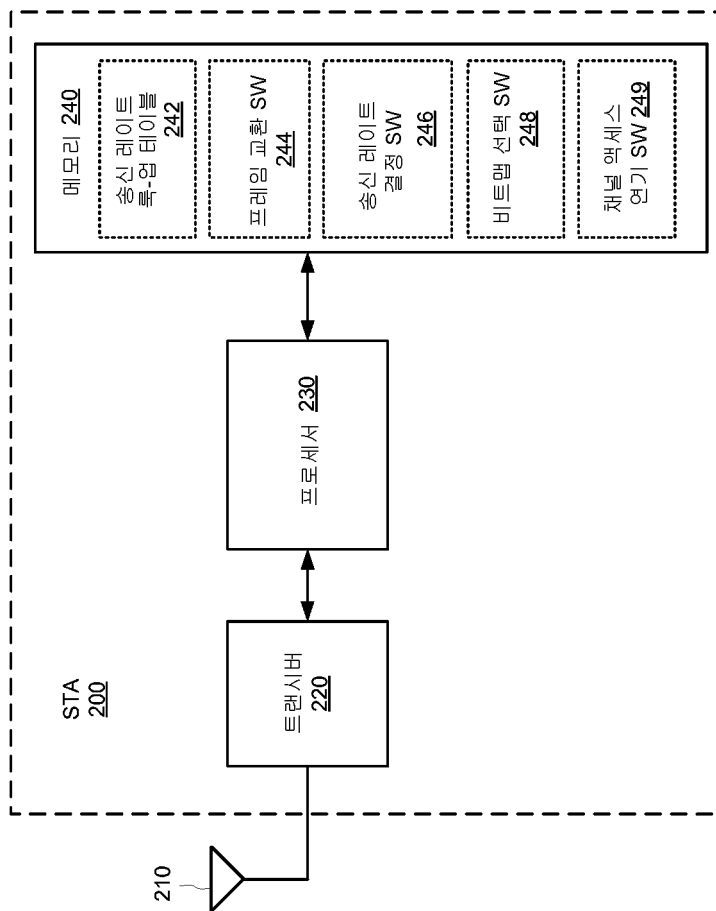 STA
200
210
트랜시버
220
프로세서 230
메모리 240
송신 레이트
룩-업 테이블
242
프레임 교환 SW
244
송신 레이트
결정 SW
246
비트맵 선택 SW
248
채널 액세스
연기 SW 249